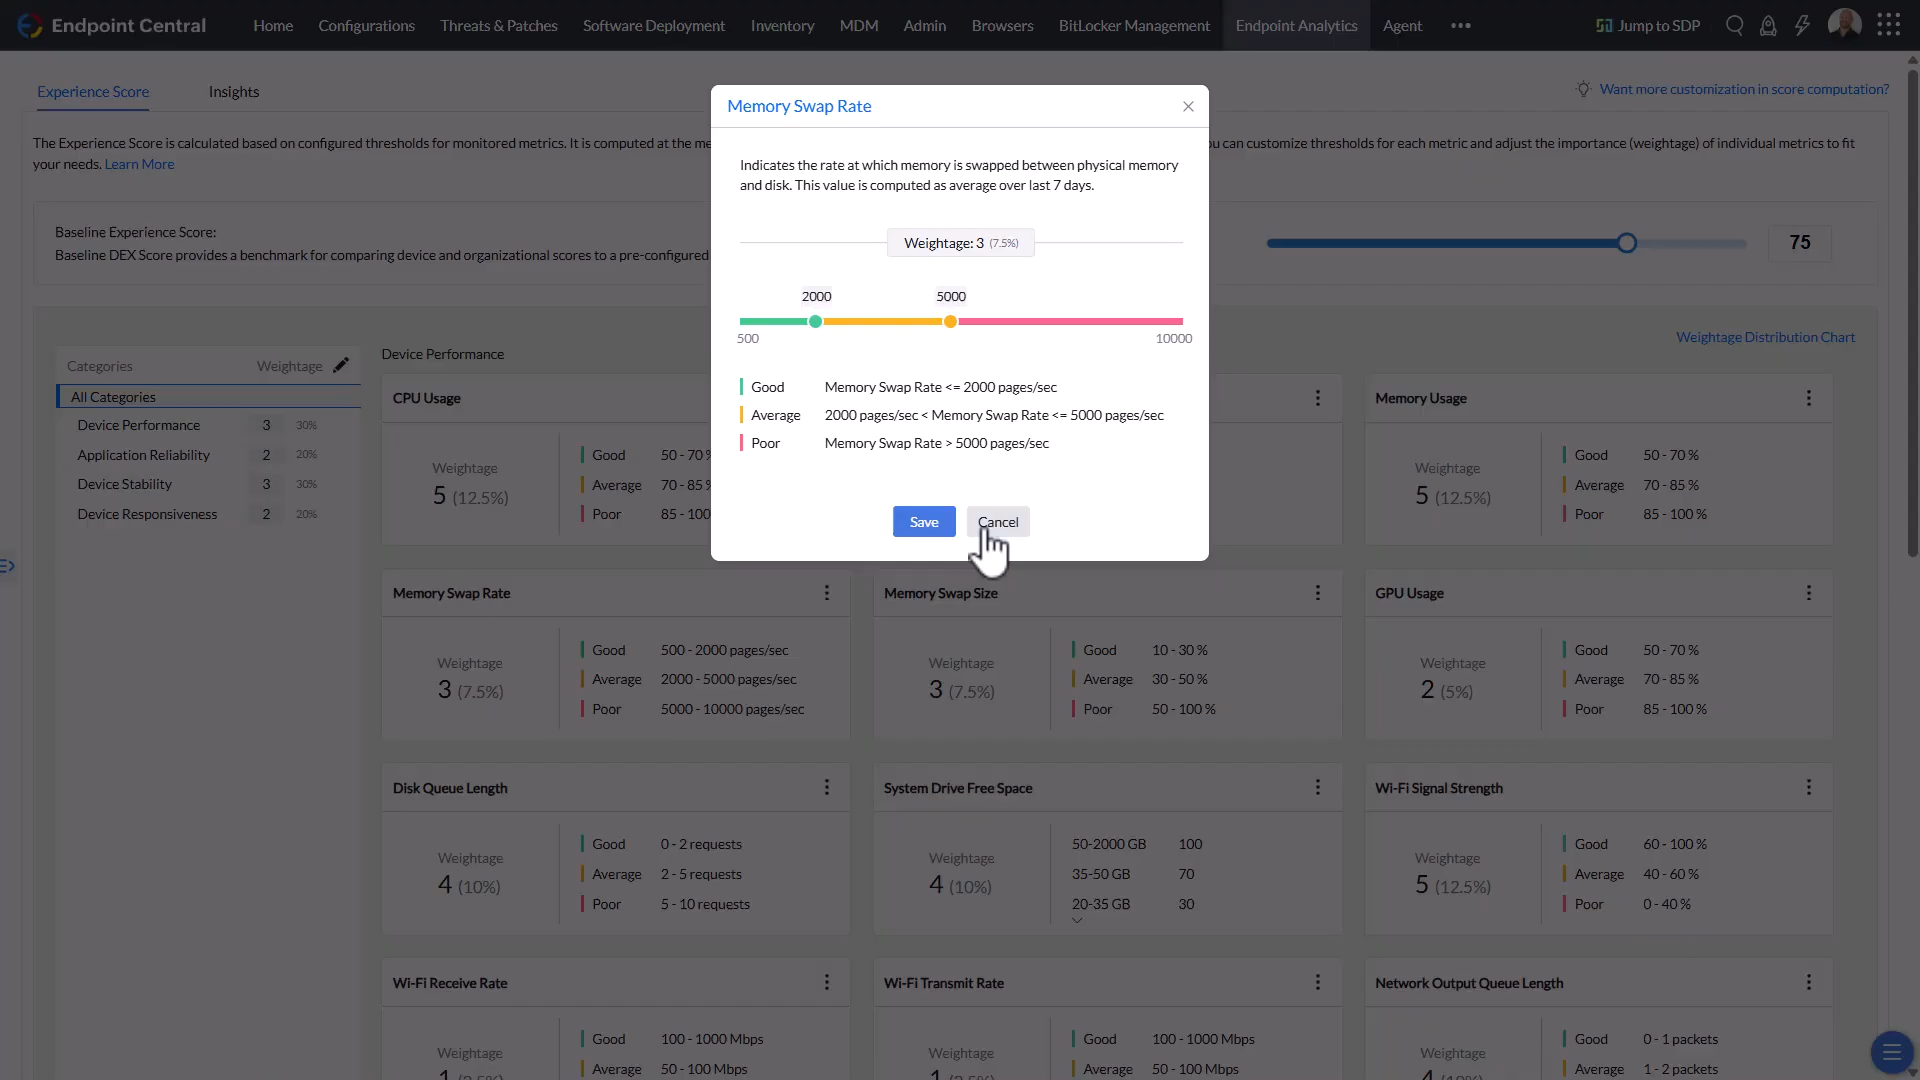 Endpoint Central
Home
Configurations
Threats & Patches
Software Deployment
Inventory
MDM
Admin
Browsers
BitLocker Management
Endpoint Analytics
Agent
Jump to SDP
Experience Score
Insights
Want more customization in score computation?
The Experience Score is calculated based on configured thresholds for monitored metrics. It is computed at the
can customize thresholds for each metric and adjust the importance (weightage) of individual metrics to fit
your needs. Learn More
Baseline Experience Score:
Baseline DEX Score provides a benchmark for comparing device and organizational scores to a pre-configured
75
Memory Swap Rate
Indicates the rate at which memory is swapped between physical memory
and disk. This value is computed as average over last 7 days.
Weightage: 3 (7.5%)
2000
5000
500
10000
Good Memory Swap Rate <= 2000 pages/sec
Average 2000 pages/sec < Memory Swap Rate <= 5000 pages/sec
Poor Memory Swap Rate > 5000 pages/sec
Save
Cancel
Weightage Distribution Chart
Categories Weightage
All Categories
Device Performance 3 30%
Application Reliability 2 20%
Device Stability 3 30%
Device Responsiveness 2 20%
Device Performance
CPU Usage
Weightage
5 (12.5%)
Good 50 - 70 %
Average 70 - 85 %
Poor 85 - 100
Memory Usage
Weightage
5 (12.5%)
Good 50 - 70 %
Average 70 - 85 %
Poor 85 - 100 %
Memory Swap Rate
Weightage
3 (7.5%)
Good 500 - 2000 pages/sec
Average 2000 - 5000 pages/sec
Poor 5000 - 10000 pages/sec
Memory Swap Size
Weightage
3 (7.5%)
Good 10 - 30 %
Average 30 - 50 %
Poor 50 - 100 %
GPU Usage
Weightage
2 (5%)
Good 50 - 70 %
Average 70 - 85 %
Poor 85 - 100 %
Disk Queue Length
Weightage
4 (10%)
Good 0 - 2 requests
Average 2 - 5 requests
Poor 5 - 10 requests
System Drive Free Space
Weightage
4 (10%)
50-2000 GB 100
35-50 GB 70
20-35 GB 30
Wi-Fi Signal Strength
Weightage
5 (12.5%)
Good 60 - 100 %
Average 40 - 60 %
Poor 0 - 40 %
Wi-Fi Receive Rate
Weightage
Good 100 - 1000 Mbps
Average 50 - 100 Mbps
Wi-Fi Transmit Rate
Weightage
Good 100 - 1000 Mbps
Average 50 - 100 Mbps
Network Output Queue Length
Weightage
Good 0 - 1 packets
Average 1 - 2 packets